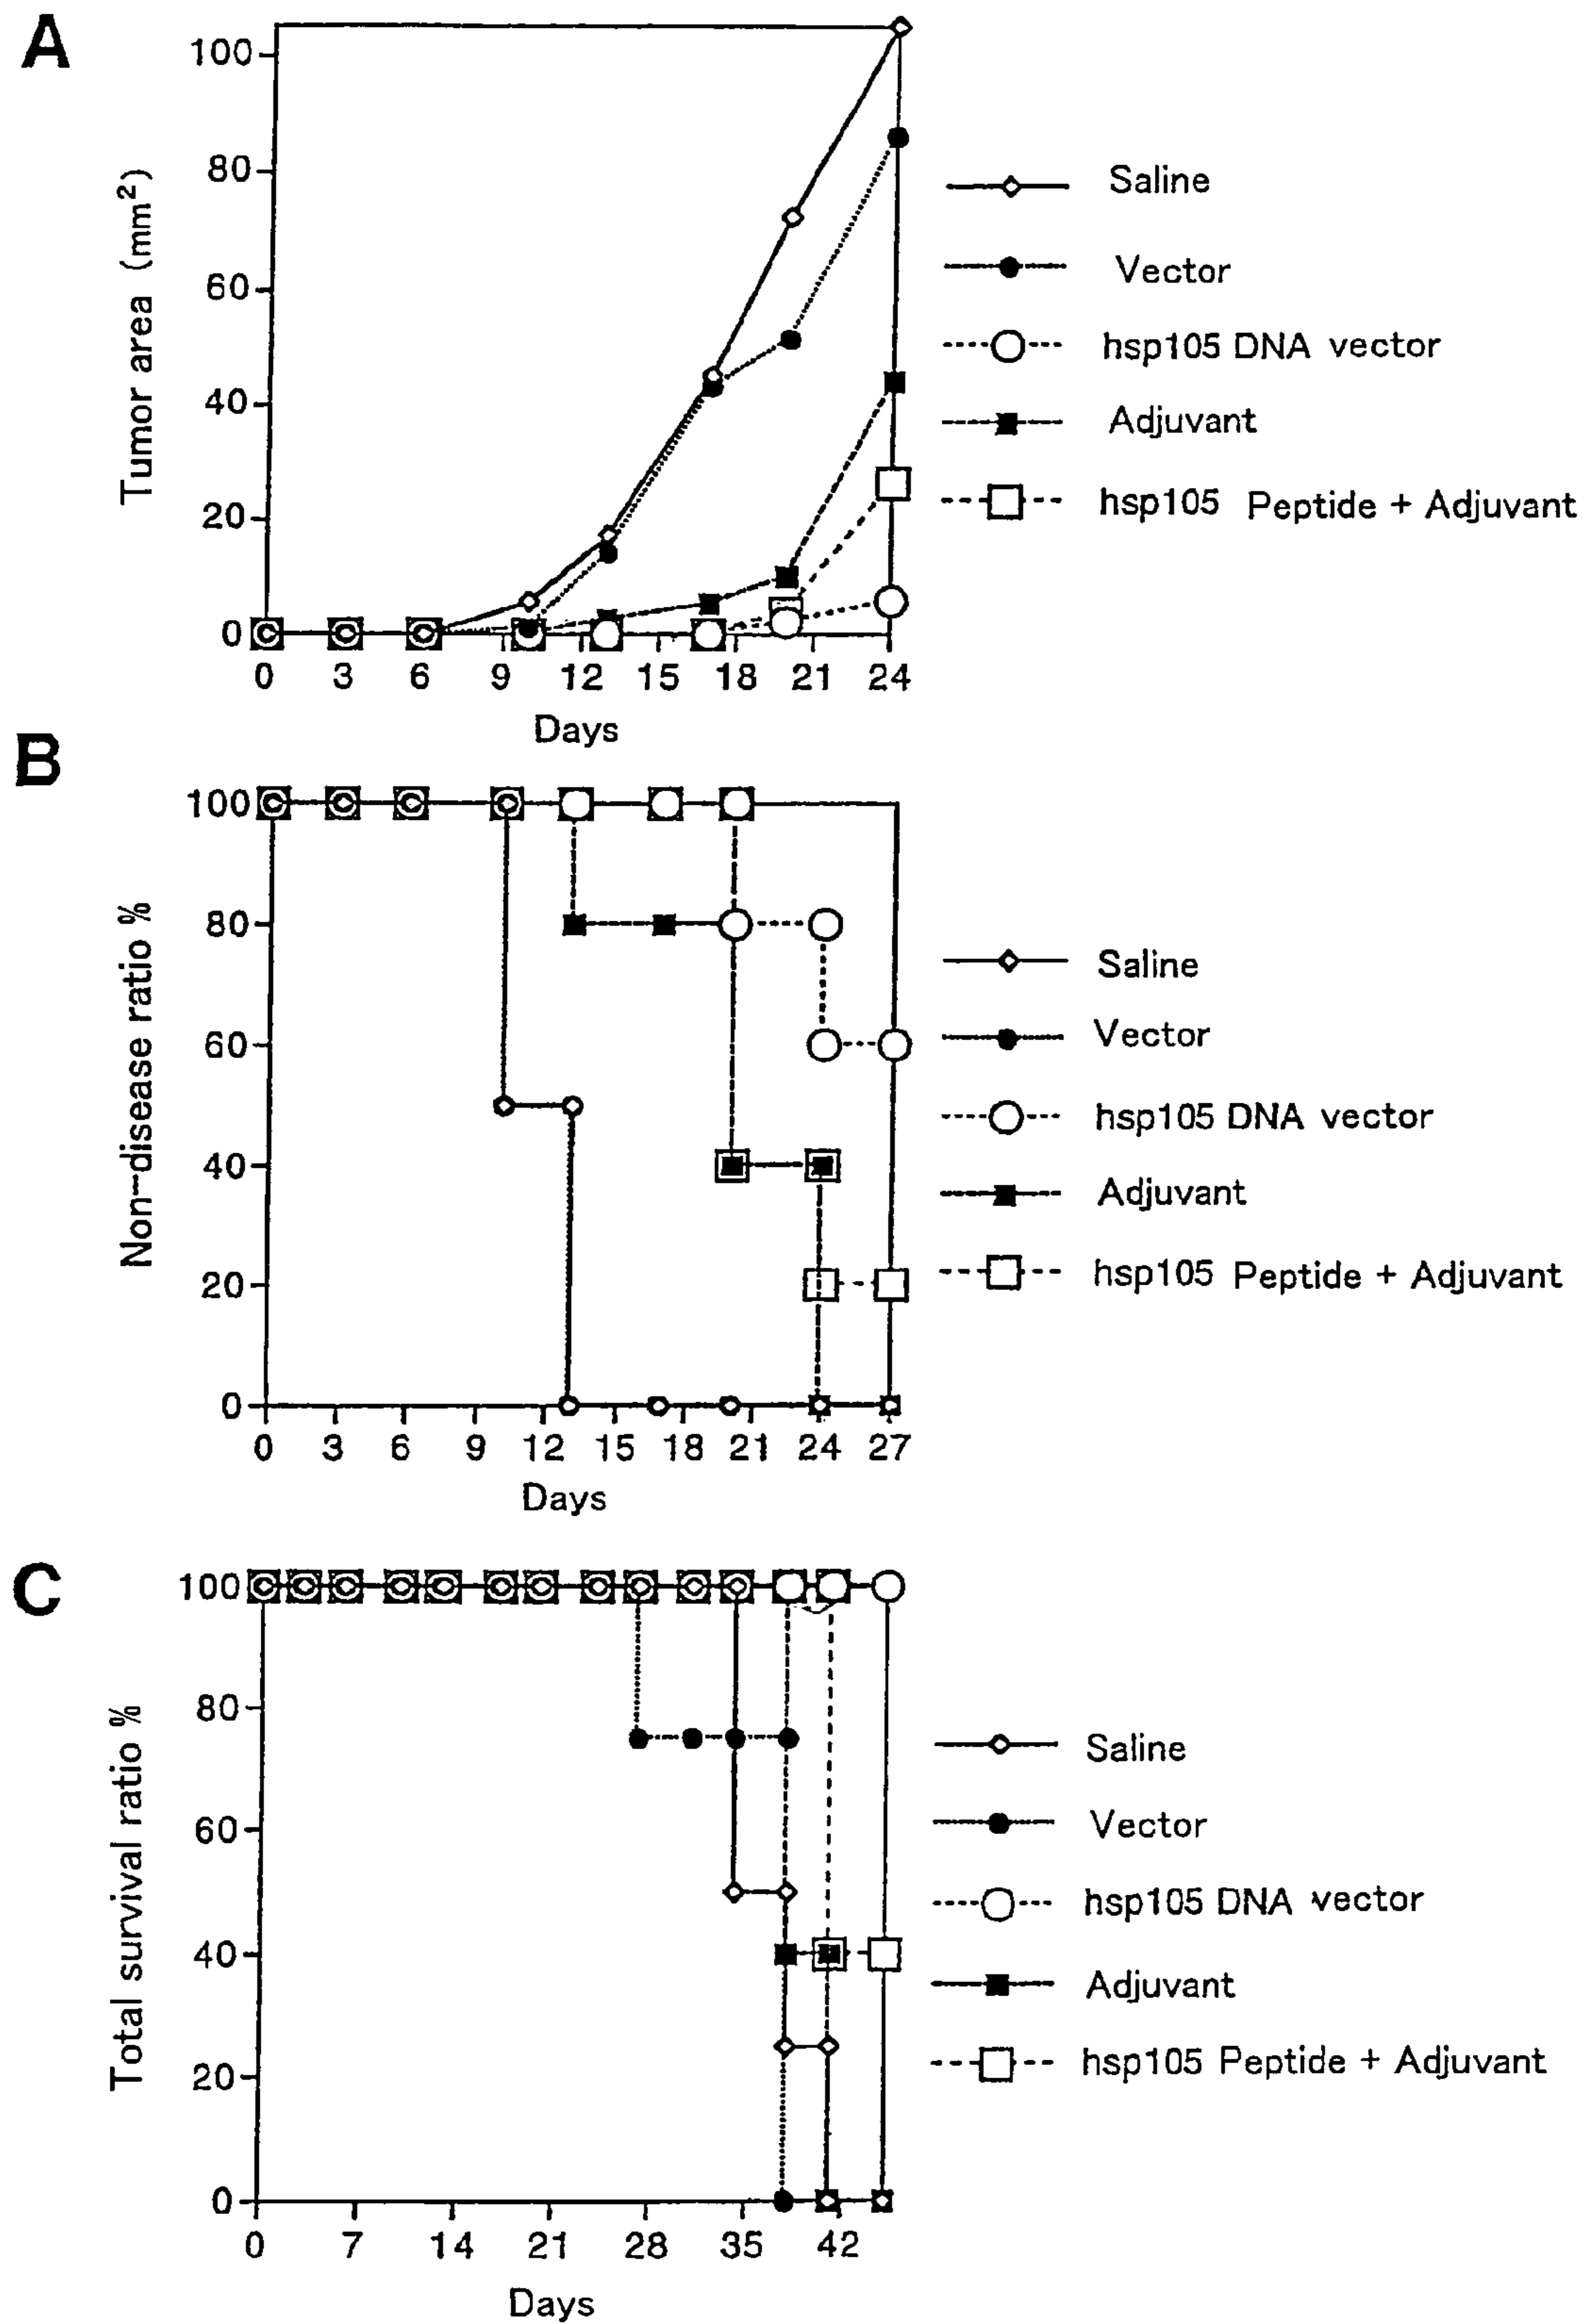 A
Tumor area (mm²)
100
80
60
40
20
0
0 3 6 9 12 15 18 21 24
Days
Saline
Vector
hsp105 DNA vector
Adjuvant
hsp105 Peptide + Adjuvant
B
Non-disease ratio %
100
80
60
40
20
0
0 3 6 9 12 15 18 21 24 27
Days
Saline
Vector
hsp105 DNA vector
Adjuvant
hsp105 Peptide + Adjuvant
C
Total survival ratio %
100
80
60
40
20
0
0 7 14 21 28 35 42
Days
Saline
Vector
hsp105 DNA vector
Adjuvant
hsp105 Peptide + Adjuvant